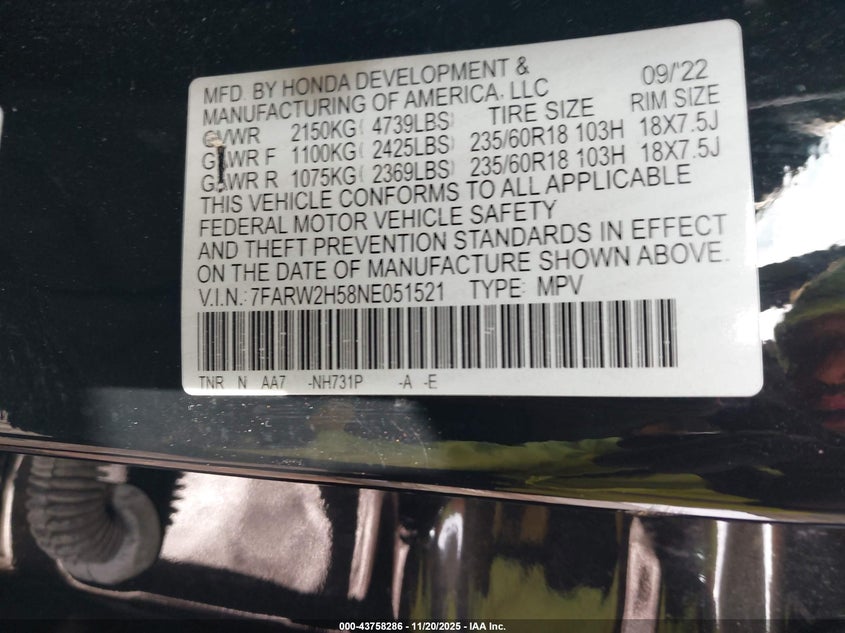 MFD. BY HONDA DEVELOPMENT & 09/'22
MANUFACTURING OF AMERICA, LLC TIRE SIZE RIM SIZE
GVWR 2150KG( 4739LBS)
GAWR F 1100KG( 2425LBS) 235/60R18 103H 18X7.5J
GAWR R 1075KG( 2369LBS) 235/60R18 103H 18X7.5J
THIS VEHICLE CONFORMS TO ALL APPLICABLE
FEDERAL MOTOR VEHICLE SAFETY
AND THEFT PREVENTION STANDARDS IN EFFECT
ON THE DATE OF MANUFACTURE SHOWN ABOVE.
V.I.N.: 7FARW2H58NE051521 TYPE: MPV
TNR N AA7 -NH731P -A -E
000-43758286 - 11/20/2025 - IAA Inc.